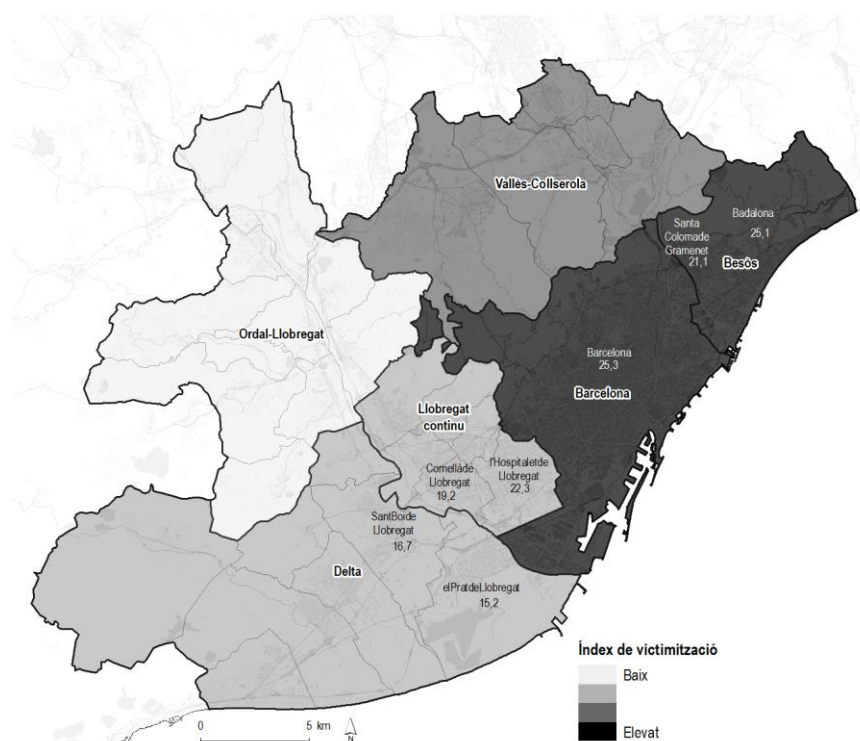 Vallès-Collserola
Badalona
25,1
Santa
Colomade
Gramenet
21,1
Besòs
Ordal-Llobregat
Barcelona
25,3
Barcelona
Llobregat
continu
l'Hospitaletde
Llobregat
22,3
Cornellàde
Llobregat
19,2
SantBoide
Llobregat
16,7
Delta
elPratdeLlobregat
15,2
Índex de victimització
Baix
Elevat
0 5 km
N